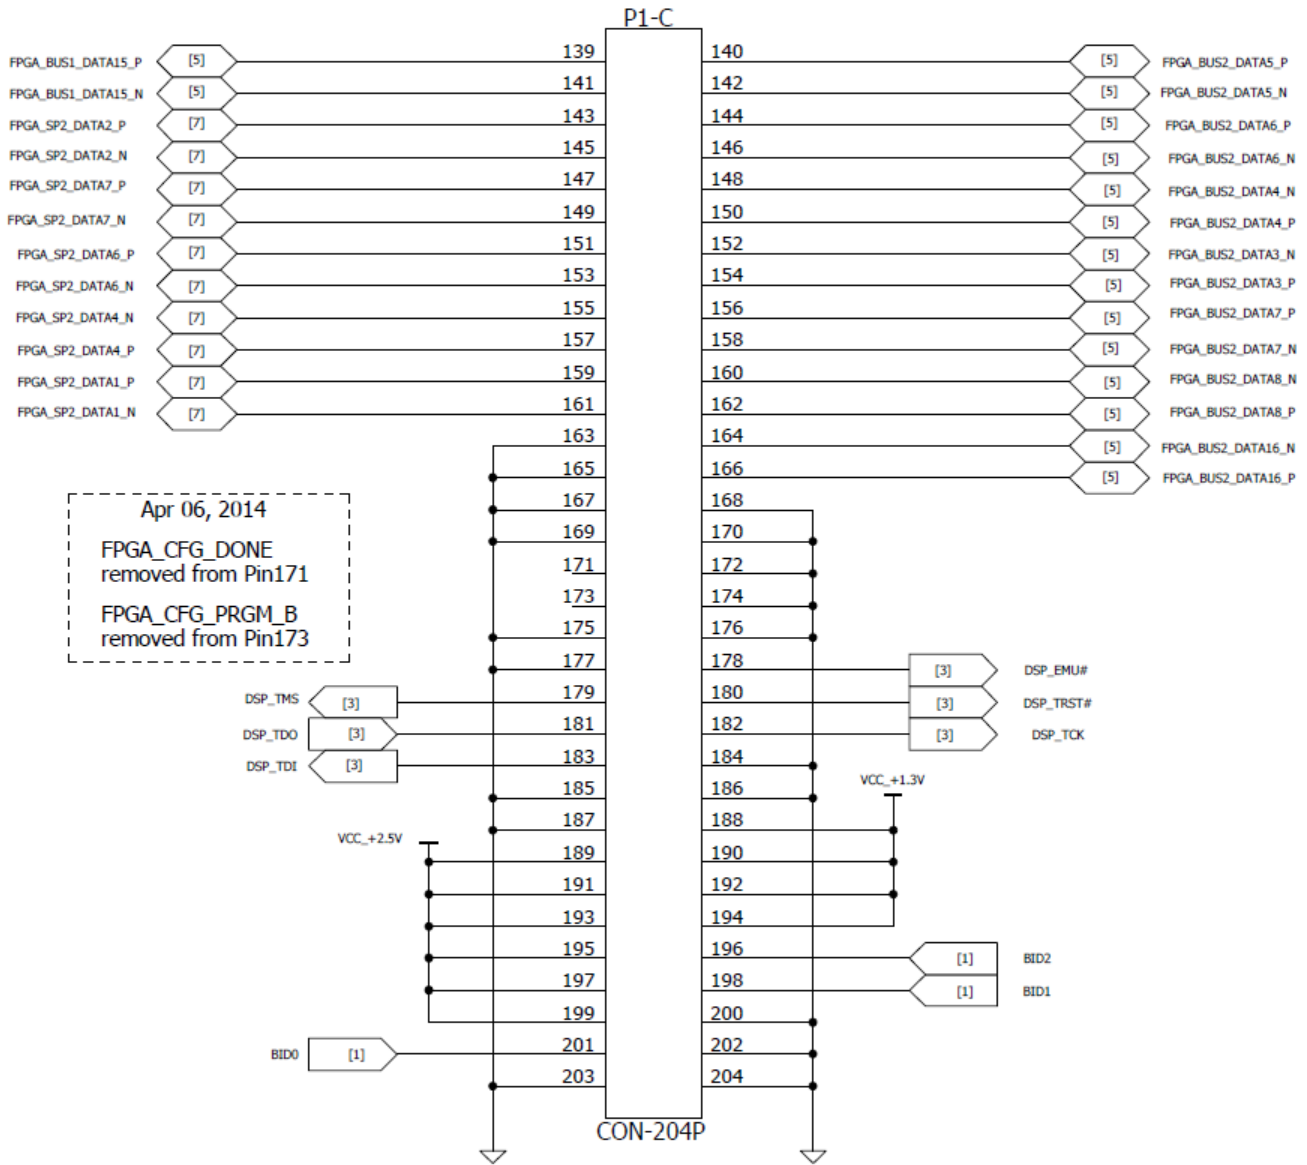 P1-C
FPGA_BUS1_DATA15_P [5] 139 140 [5] FPGA_BUS2_DATA5_P
FPGA_BUS1_DATA15_N [5] 141 142 [5] FPGA_BUS2_DATA5_N
FPGA_SP2_DATA2_P [7] 143 144 [5] FPGA_BUS2_DATA6_P
FPGA_SP2_DATA2_N [7] 145 146 [5] FPGA_BUS2_DATA6_N
FPGA_SP2_DATA7_P [7] 147 148 [5] FPGA_BUS2_DATA4_N
FPGA_SP2_DATA7_N [7] 149 150 [5] FPGA_BUS2_DATA4_P
FPGA_SP2_DATA6_P [7] 151 152 [5] FPGA_BUS2_DATA3_N
FPGA_SP2_DATA6_N [7] 153 154 [5] FPGA_BUS2_DATA3_P
FPGA_SP2_DATA4_N [7] 155 156 [5] FPGA_BUS2_DATA7_P
FPGA_SP2_DATA4_P [7] 157 158 [5] FPGA_BUS2_DATA7_N
FPGA_SP2_DATA1_P [7] 159 160 [5] FPGA_BUS2_DATA8_N
FPGA_SP2_DATA1_N [7] 161 162 [5] FPGA_BUS2_DATA8_P
163 164 [5] FPGA_BUS2_DATA16_N
165 166 [5] FPGA_BUS2_DATA16_P
Apr 06, 2014
FPGA_CFG_DONE
removed from Pin171
FPGA_CFG_PRGM_B
removed from Pin173
167 168
169 170
171 172
173 174
175 176
177 178 [3] DSP_EMU#
DSP_TMS [3] 179 180 [3] DSP_TRST#
DSP_TDO [3] 181 182 [3] DSP_TCK
DSP_TDI [3] 183 184
VCC_+1.3V
185 186
187 188
VCC_+2.5V
189 190
191 192
193 194
195 196 [1] BID2
197 198 [1] BID1
199 200
BID0 [1] 201 202
203 204
CON-204P